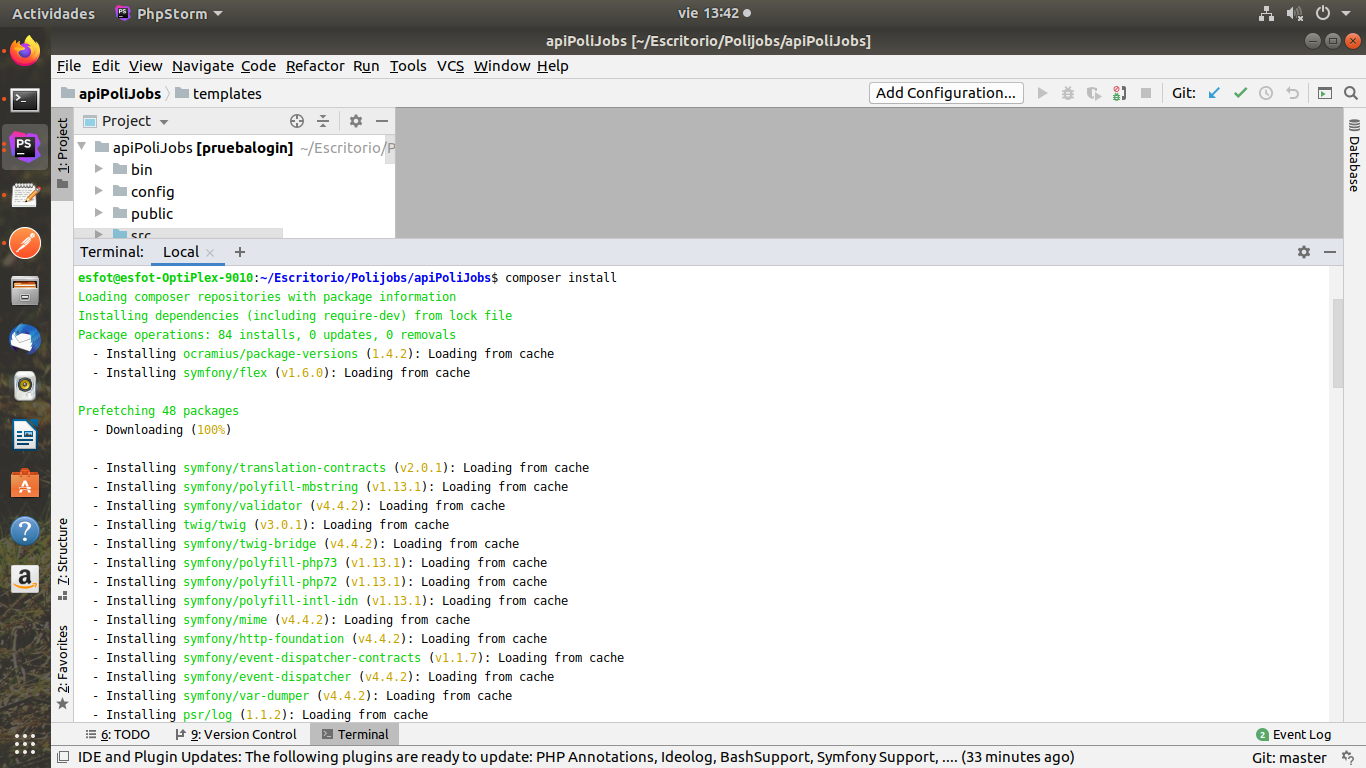 Actividades PhpStorm vie 13:42
apiPoliJobs [~/Escritorio/Polijobs/apiPoliJobs]
File Edit View Navigate Code Refactor Run Tools VCS Window Help
apiPoliJobs templates Add Configuration... Git:
1: Project
Project
apiPoliJobs [pruebalogin] ~/Escritorio/P
bin
config
public
src
Database
Terminal: Local
esfot@esfot-OptiPlex-9010:~/Escritorio/Polijobs/apiPoliJobs$ composer install
Loading composer repositories with package information
Installing dependencies (including require-dev) from lock file
Package operations: 84 installs, 0 updates, 0 removals
- Installing ocramius/package-versions (1.4.2): Loading from cache
- Installing symfony/flex (v1.6.0): Loading from cache
Prefetching 48 packages
- Downloading (100%)
- Installing symfony/translation-contracts (v2.0.1): Loading from cache
- Installing symfony/polyfill-mbstring (v1.13.1): Loading from cache
- Installing symfony/validator (v4.4.2): Loading from cache
- Installing twig/twig (v3.0.1): Loading from cache
- Installing symfony/twig-bridge (v4.4.2): Loading from cache
- Installing symfony/polyfill-php73 (v1.13.1): Loading from cache
- Installing symfony/polyfill-php72 (v1.13.1): Loading from cache
- Installing symfony/polyfill-intl-idn (v1.13.1): Loading from cache
- Installing symfony/mime (v4.4.2): Loading from cache
- Installing symfony/http-foundation (v4.4.2): Loading from cache
- Installing symfony/event-dispatcher-contracts (v1.1.7): Loading from cache
- Installing symfony/event-dispatcher (v4.4.2): Loading from cache
- Installing symfony/var-dumper (v4.4.2): Loading from cache
- Installing psr/log (1.1.2): Loading from cache
7: Structure
2: Favorites
6: TODO 9: Version Control Terminal 2 Event Log
IDE and Plugin Updates: The following plugins are ready to update: PHP Annotations, Ideolog, BashSupport, Symfony Support, .... (33 minutes ago) Git: master
PS
a
?